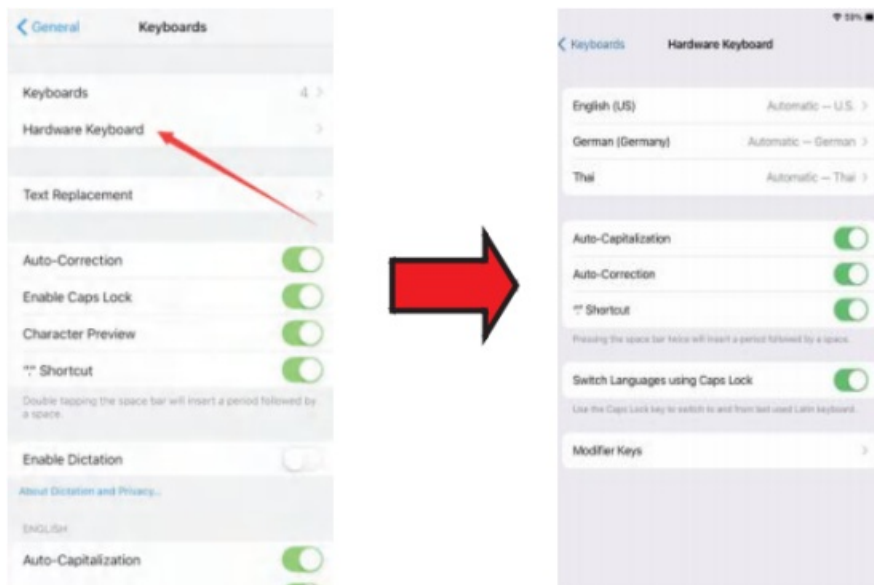 General
Keyboards
Keyboards
4
Hardware Keyboard
Text Replacement
Auto-Correction
Enable Caps Lock
Character Preview
"." Shortcut
Double tapping the space bar will insert a period followed by
a space.
Enable Dictation
About Dictation and Privacy...
ENGLISH
Auto-Capitalization
59%
Keyboards
Hardware Keyboard
English (US)
Automatic — U.S.
German (Germany)
Automatic — German
Thai
Automatic — Thai
Auto-Capitalization
Auto-Correction
"." Shortcut
Pressing the space bar twice will insert a period followed by a space.
Switch Languages using Caps Lock
Use the Caps Lock key to switch to and from last used Latin keyboard.
Modifier Keys